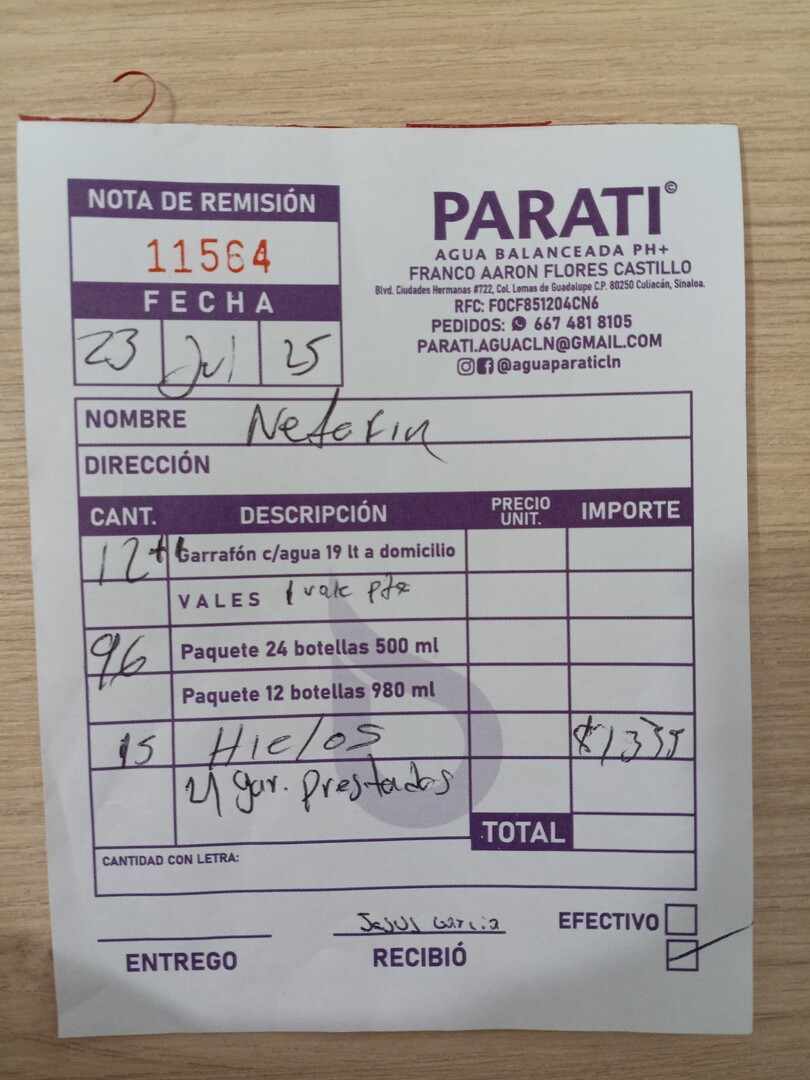 NOTA DE REMISIÓN
11564
FECHA
23 Jul 25
PARATI©
AGUA BALANCEADA PH+
FRANCO AARON FLORES CASTILLO
Blvd. Ciudades Hermanas #722, Col. Lomas de Guadalupe C.P. 80250 Culiacán, Sinaloa.
RFC: FOCF851204CN6
PEDIDOS: 667 481 8105
PARATI.AGUACLN@GMAIL.COM
@aguaparaticln
NOMBRE
DIRECCIÓN
CANT. DESCRIPCIÓN PRECIO UNIT. IMPORTE
12+1 Garrafón c/agua 19 lt a domicilio
VALES 1 vale
96 Paquete 24 botellas 500 ml
Paquete 12 botellas 980 ml
15 Hielos
gar. prestados
TOTAL
CANTIDAD CON LETRA:
ENTREGO
Garcia
RECIBIÓ
EFECTIVO